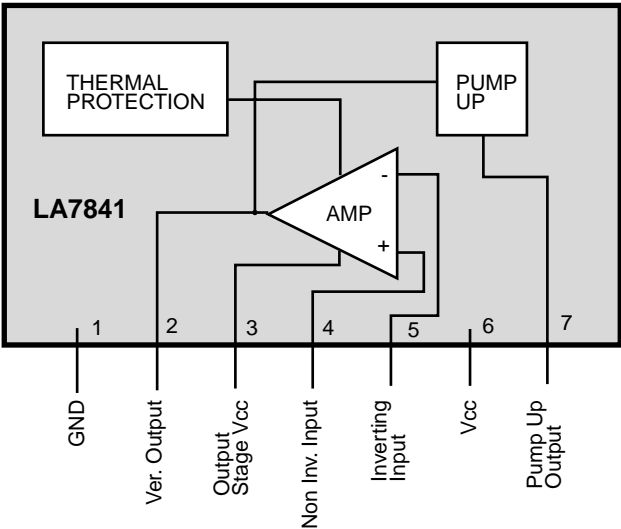 THERMAL
PROTECTION
PUMP
UP
LA7841
AMP
-
+
1
2
3
4
5
6
7
GND
Ver. Output
Output
Stage Vcc
Non Inv. Input
Inverting
Input
Vcc
Pump Up
Output